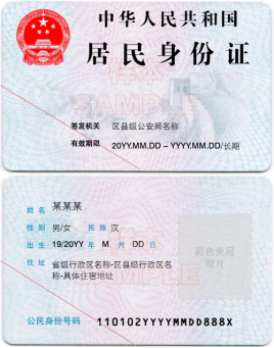 中华人民共和国
居民身份证
SAMPLE
签发机关 区县级公安局名称
有效期限 20YY.MM.DD – YYYY.MM.DD/长期
姓名 某某某
性别 男/女 民族 汉
出生 19/20YY 年 M 月 DD 日
住址 省级行政区名称-区县级行政区名
称-具体住宿地址
彩色免冠
照片
SAMPLE
公民身份号码 110102YYYYMMDD888X